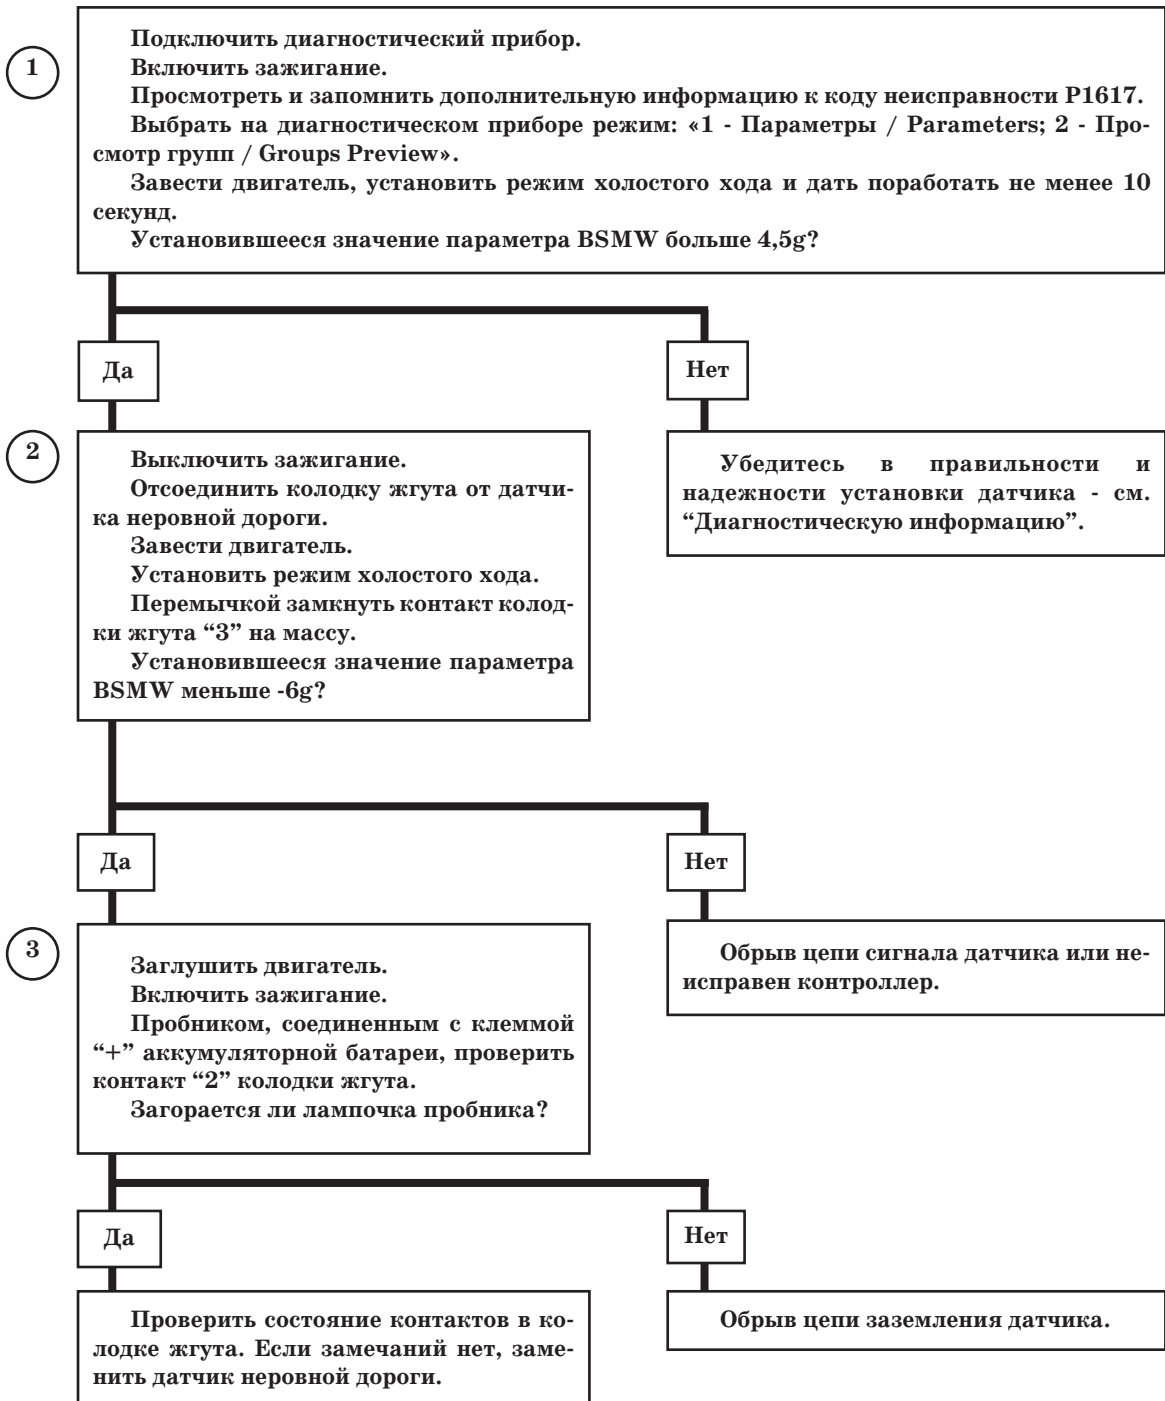 1
Подключить диагностический прибор.
Включить зажигание.
Просмотреть и запомнить дополнительную информацию к коду неисправности Р1617.
Выбрать на диагностическом приборе режим: «1 - Параметры / Parameters; 2 - Про-
смотр групп / Groups Preview».
Завести двигатель, установить режим холостого хода и дать поработать не менее 10
секунд.
Установившееся значение параметра BSMW больше 4,5g?
Да
Нет
2
Выключить зажигание.
Отсоединить колодку жгута от датчи-
ка неровной дороги.
Завести двигатель.
Установить режим холостого хода.
Перемычкой замкнуть контакт колод-
ки жгута “3” на массу.
Установившееся значение параметра
BSMW меньше -6g?
Убедитесь в правильности и
надежности установки датчика - см.
“Диагностическую информацию”.
Да
Нет
3
Заглушить двигатель.
Включить зажигание.
Пробником, соединенным с клеммой
“+” аккумуляторной батареи, проверить
контакт “2” колодки жгута.
Загорается ли лампочка пробника?
Обрыв цепи сигнала датчика или не-
исправен контроллер.
Да
Нет
Проверить состояние контактов в ко-
лодке жгута. Если замечаний нет, заме-
нить датчик неровной дороги.
Обрыв цепи заземления датчика.